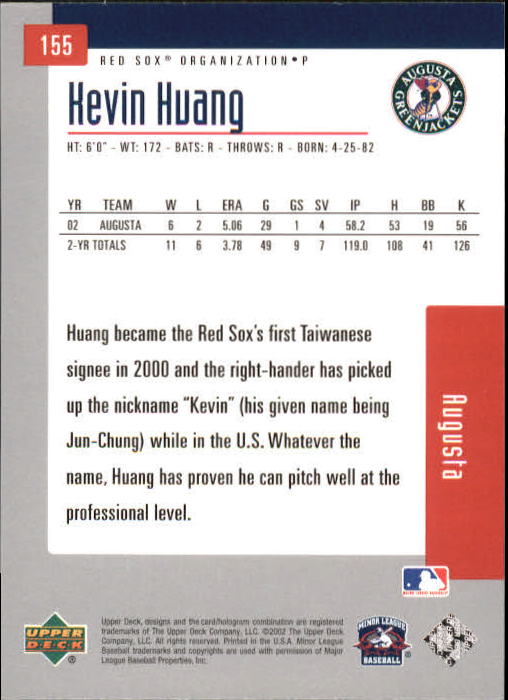 155
RED SOX® ORGANIZATION • P
Kevin Huang
AUGUSTA
GREENJACKETS
HT: 6'0" - WT: 172 - BATS: R - THROWS: R - BORN: 4-25-82
YR TEAM W L ERA G GS SV IP H BB K
02 AUGUSTA 6 2 5.06 29 1 4 58.2 53 19 56
2-YR TOTALS 11 6 3.78 49 9 7 119.0 108 41 126
Huang became the Red Sox's first Taiwanese
signee in 2000 and the right-hander has picked
up the nickname "Kevin" (his given name being
Jun-Chung) while in the U.S. Whatever the
name, Huang has proven he can pitch well at the
professional level.
Augusta
UPPER
DECK
®
Upper Deck, designs and the card/hologram combination are registered
trademarks of The Upper Deck Company, LLC. ©2002 The Upper Deck
Company, LLC. All rights reserved. Printed in the U.S.A. Minor League
Baseball trademarks and copyrights are used with permission of Major
League Baseball Properties, Inc.
MINOR LEAGUE
BASEBALL